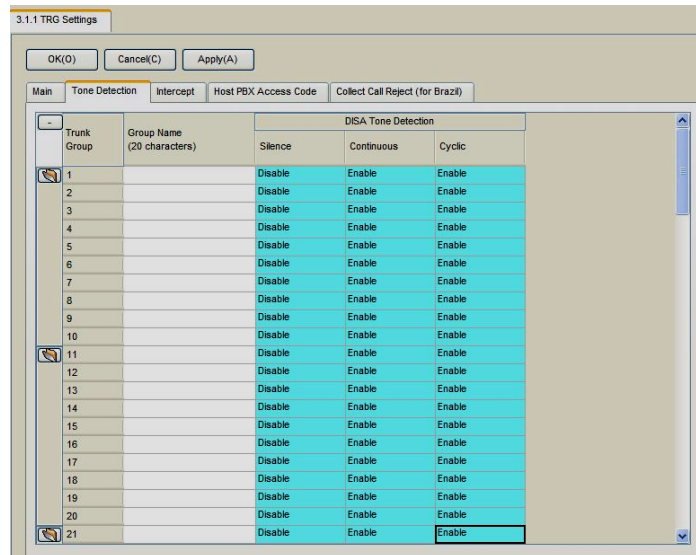 3.1.1 TRG Settings
OK(O) Cancel(C) Apply(A)
Main Tone Detection Intercept Host PBX Access Code Collect Call Reject (for Brazil)
- Trunk Group Group Name (20 characters) DISA Tone Detection
Silence Continuous Cyclic
1 Disable Enable Enable
2 Disable Enable Enable
3 Disable Enable Enable
4 Disable Enable Enable
5 Disable Enable Enable
6 Disable Enable Enable
7 Disable Enable Enable
8 Disable Enable Enable
9 Disable Enable Enable
10 Disable Enable Enable
11 Disable Enable Enable
12 Disable Enable Enable
13 Disable Enable Enable
14 Disable Enable Enable
15 Disable Enable Enable
16 Disable Enable Enable
17 Disable Enable Enable
18 Disable Enable Enable
19 Disable Enable Enable
20 Disable Enable Enable
21 Disable Enable Enable